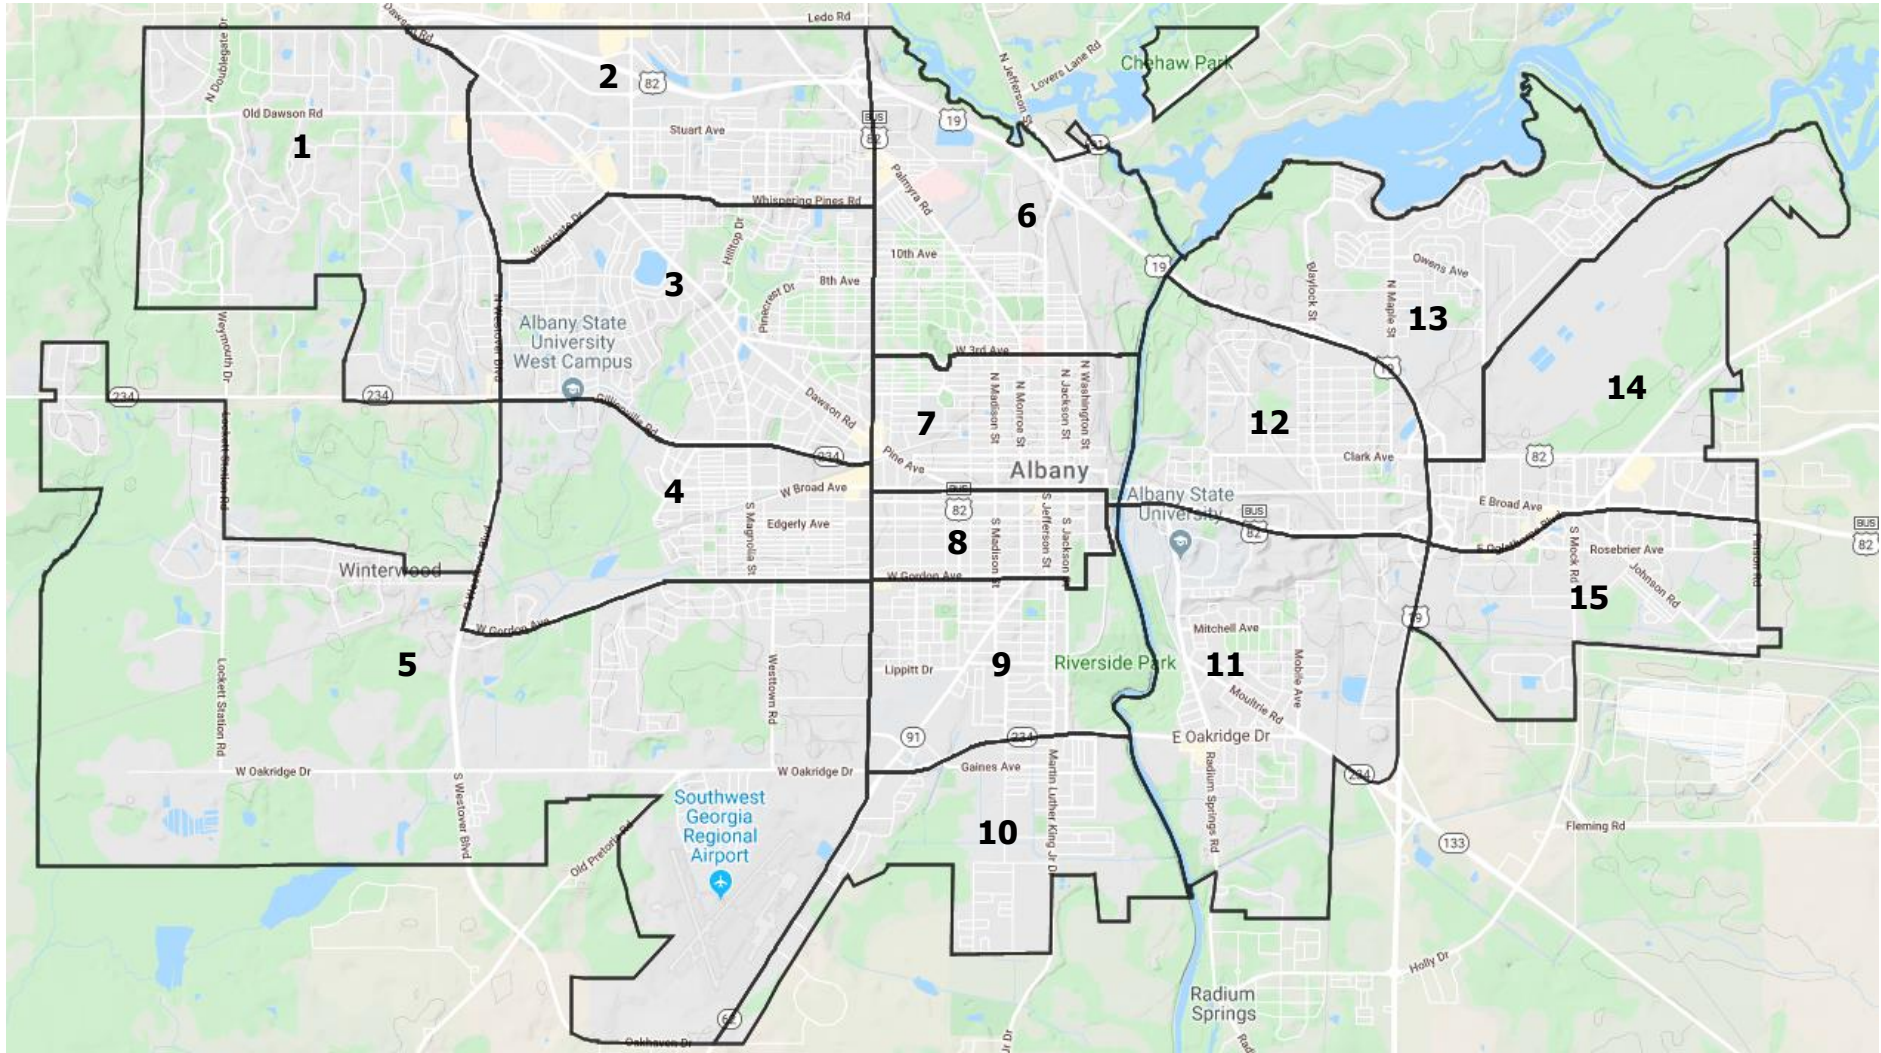 Dawson Rd
Ledo Rd
N Doublegate Dr
2
82
N Jefferson St
Lovers Lane Rd
Chehaw Park
Old Dawson Rd
1
Stuart Ave
BUS
82
19
91
Palmyra Rd
Whispering Pines Rd
6
Westgate Dr
Hilltop Dr
10th Ave
8th Ave
3
Pinecrest Dr
19
Blaylock St
Owens Ave
N Maple St
13
N Westover Blvd
Weymouth Dr
Albany State
University
West Campus
W 3rd Ave
19
234
234
Gillionville Rd
Dawson Rd
7
N Madison St
N Monroe St
N Jackson St
N Washington St
12
14
Lockett Station Rd
234
Pine Ave
Albany
Clark Ave
82
4
W Broad Ave
S Magnolia St
Edgerly Ave
BUS
82
8
S Madison St
S Jefferson St
S Jackson
Albany State
University
BUS
82
E Broad Ave
E Oglethorpe Blvd
S Mock Rd
Rosebrier Ave
Johnson Rd
Pinson Rd
BUS
82
15
Winterwood
S Westover Blvd
W Gordon Ave
W Gordon Ave
5
Lockett Station Rd
Westtown Rd
Lippitt Dr
9
Riverside Park
Mitchell Ave
11
Mobile Ave
Moultrie Rd
19
91
234
E Oakridge Dr
W Oakridge Dr
W Oakridge Dr
Gaines Ave
Martin Luther King Jr D
Radium Springs Rd
234
S Westover Blvd
Southwest
Georgia
Regional
Airport
Old Pretoria Rd
10
133
Fleming Rd
Holly Dr
Radium
Springs
62
Oakhaven Dr
Jr Dr
Rad